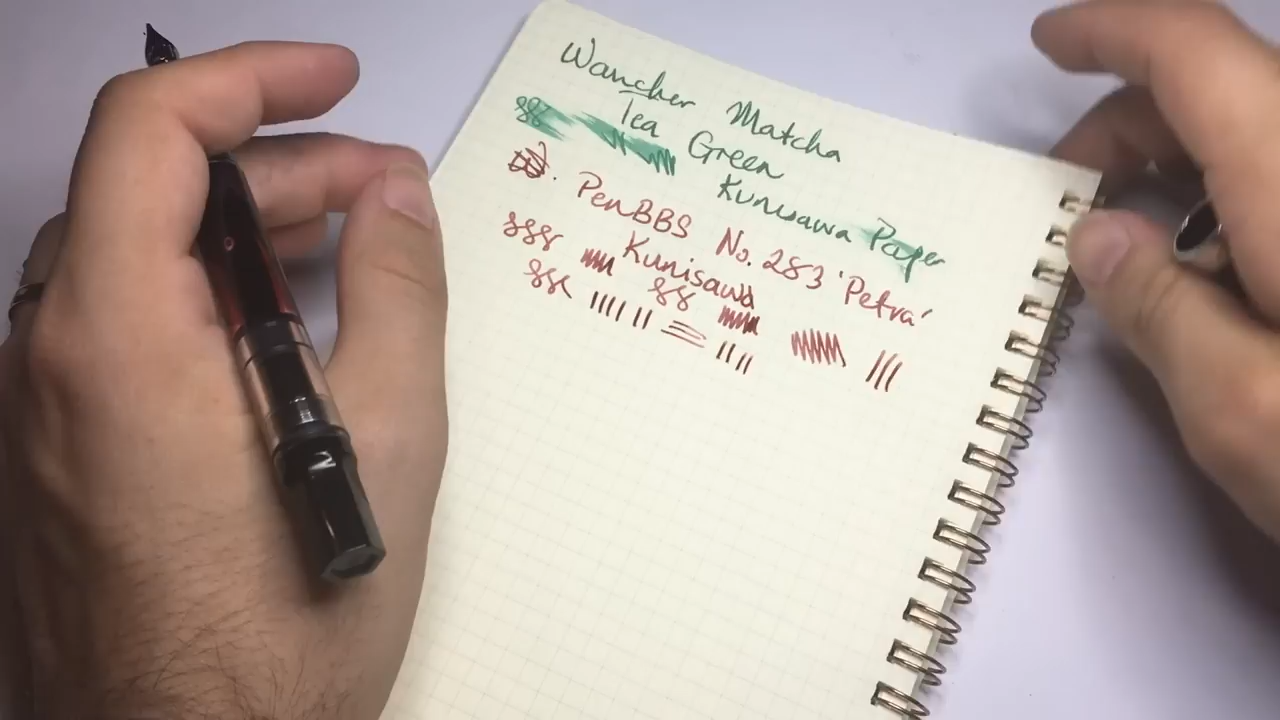 Wancher Matcha
Tea Green
Kunisawa Paper
PenBBS No. 283 'Petra'
Kunisawa